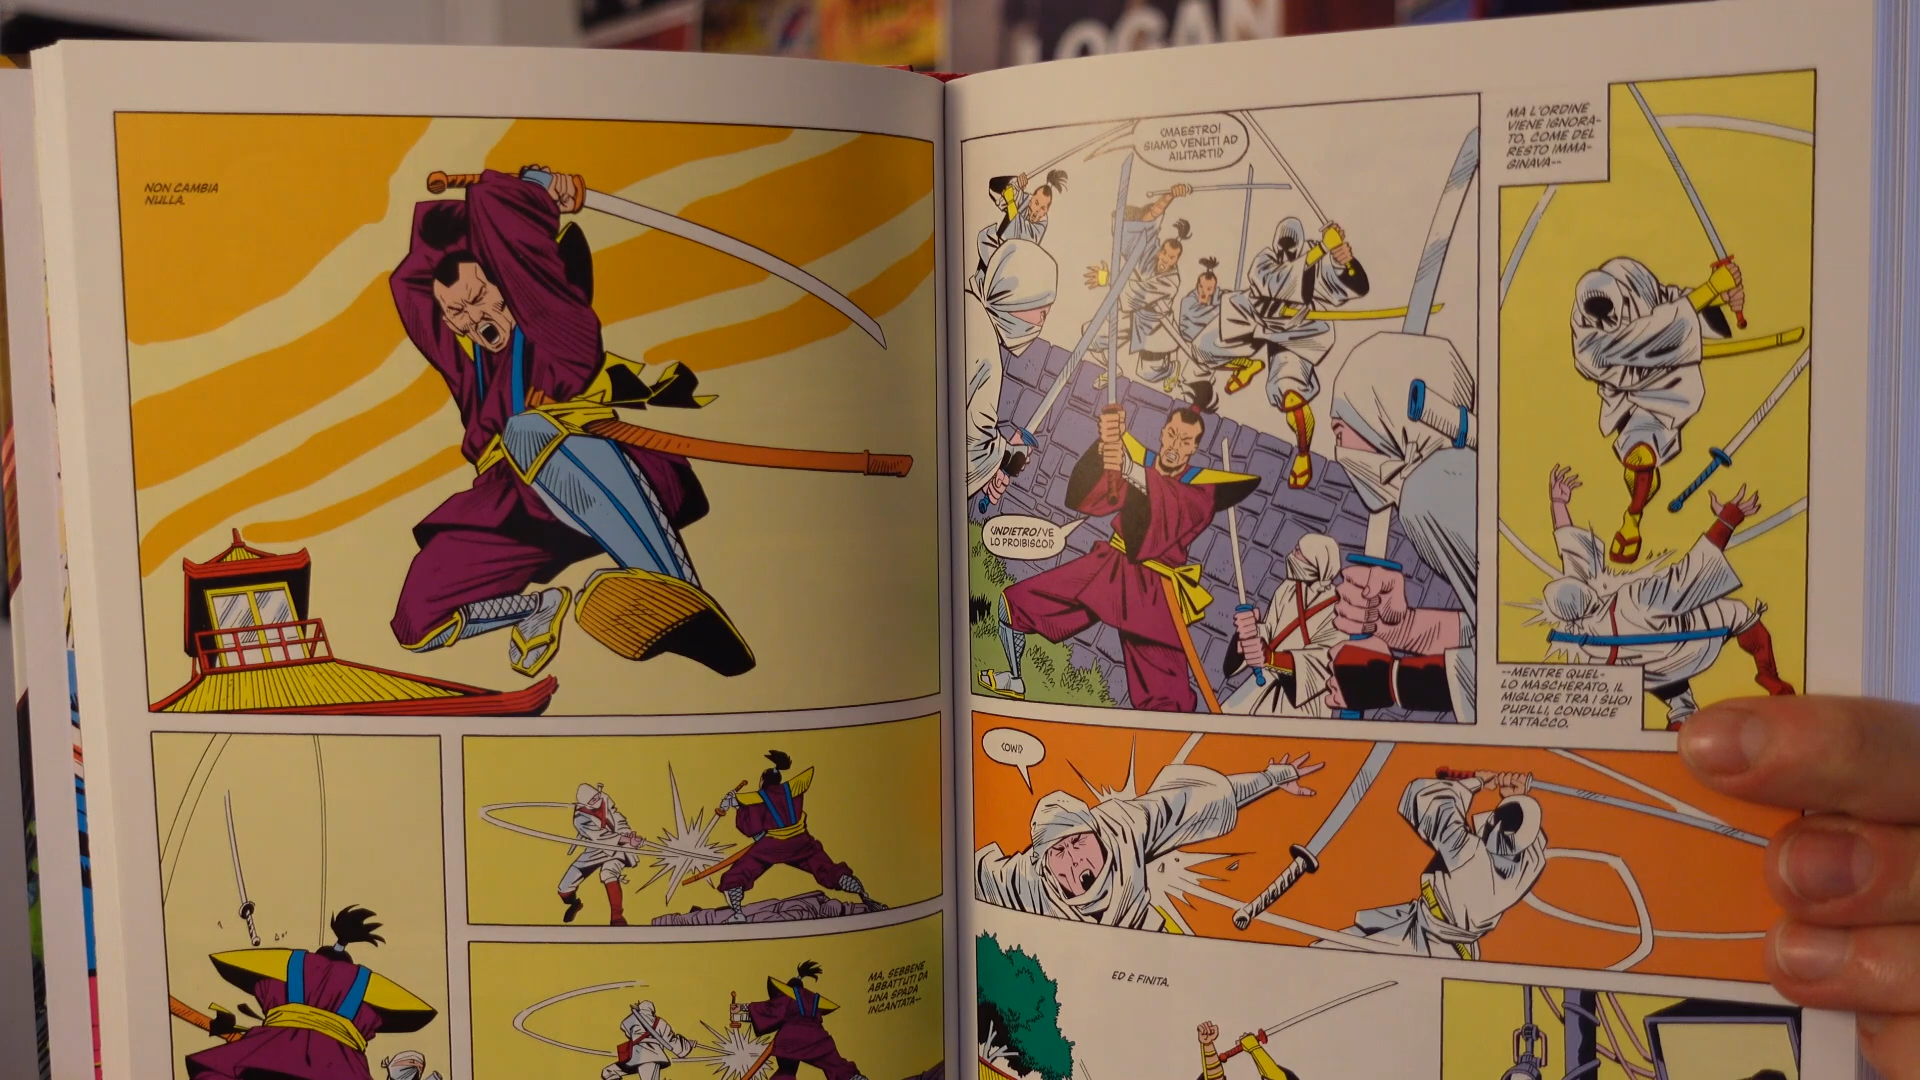 LOGAN
NON CAMBIA
NULLA.
MA, SEBBENE
ABBATTUTI DA
UNA SPADA
INCANTATA--
<MAESTRO!
SIAMO VENUTI AD
AIUTARTI>
<INDIETRO! VE
LO PROIBISCO!>
MA L'ORDINE
VIENE IGNORA-
TO, COME DEL
RESTO IMMA-
GINAVA--
--MENTRE QUEL-
LO MASCHERATO, IL
MIGLIORE TRA I SUOI
PUPILLI, CONDUCE
L'ATTACCO.
<OW!>
ED È FINITA.